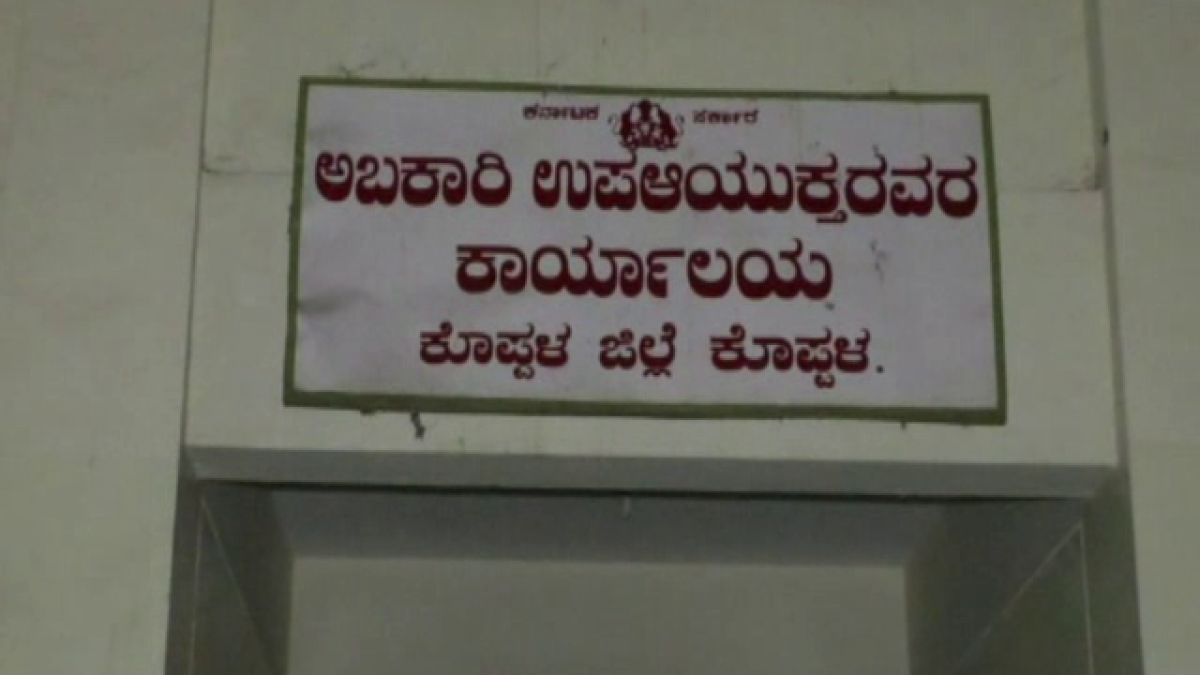 ಕರ್ನಾಟಕ ಸರ್ಕಾರ
ಅಬಕಾರಿ ಉಪಆಯುಕ್ತರವರ
ಕಾರ್ಯಾಲಯ
ಕೊಪ್ಪಳ ಜಿಲ್ಲೆ ಕೊಪ್ಪಳ.